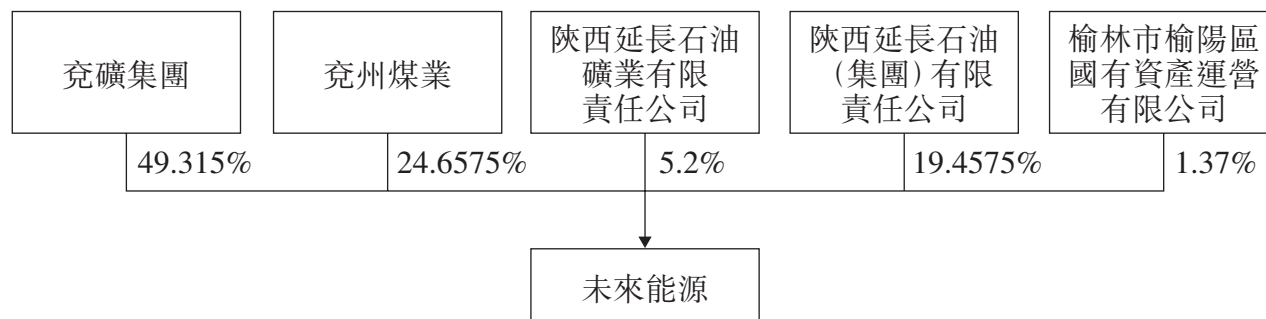 兗礦集團
兗州煤業
陝西延長石油
礦業有限
責任公司
陝西延長石油
(集團)有限
責任公司
榆林市榆陽區
國有資產運營
有限公司
49.315%
24.6575%
5.2%
19.4575%
1.37%
未來能源